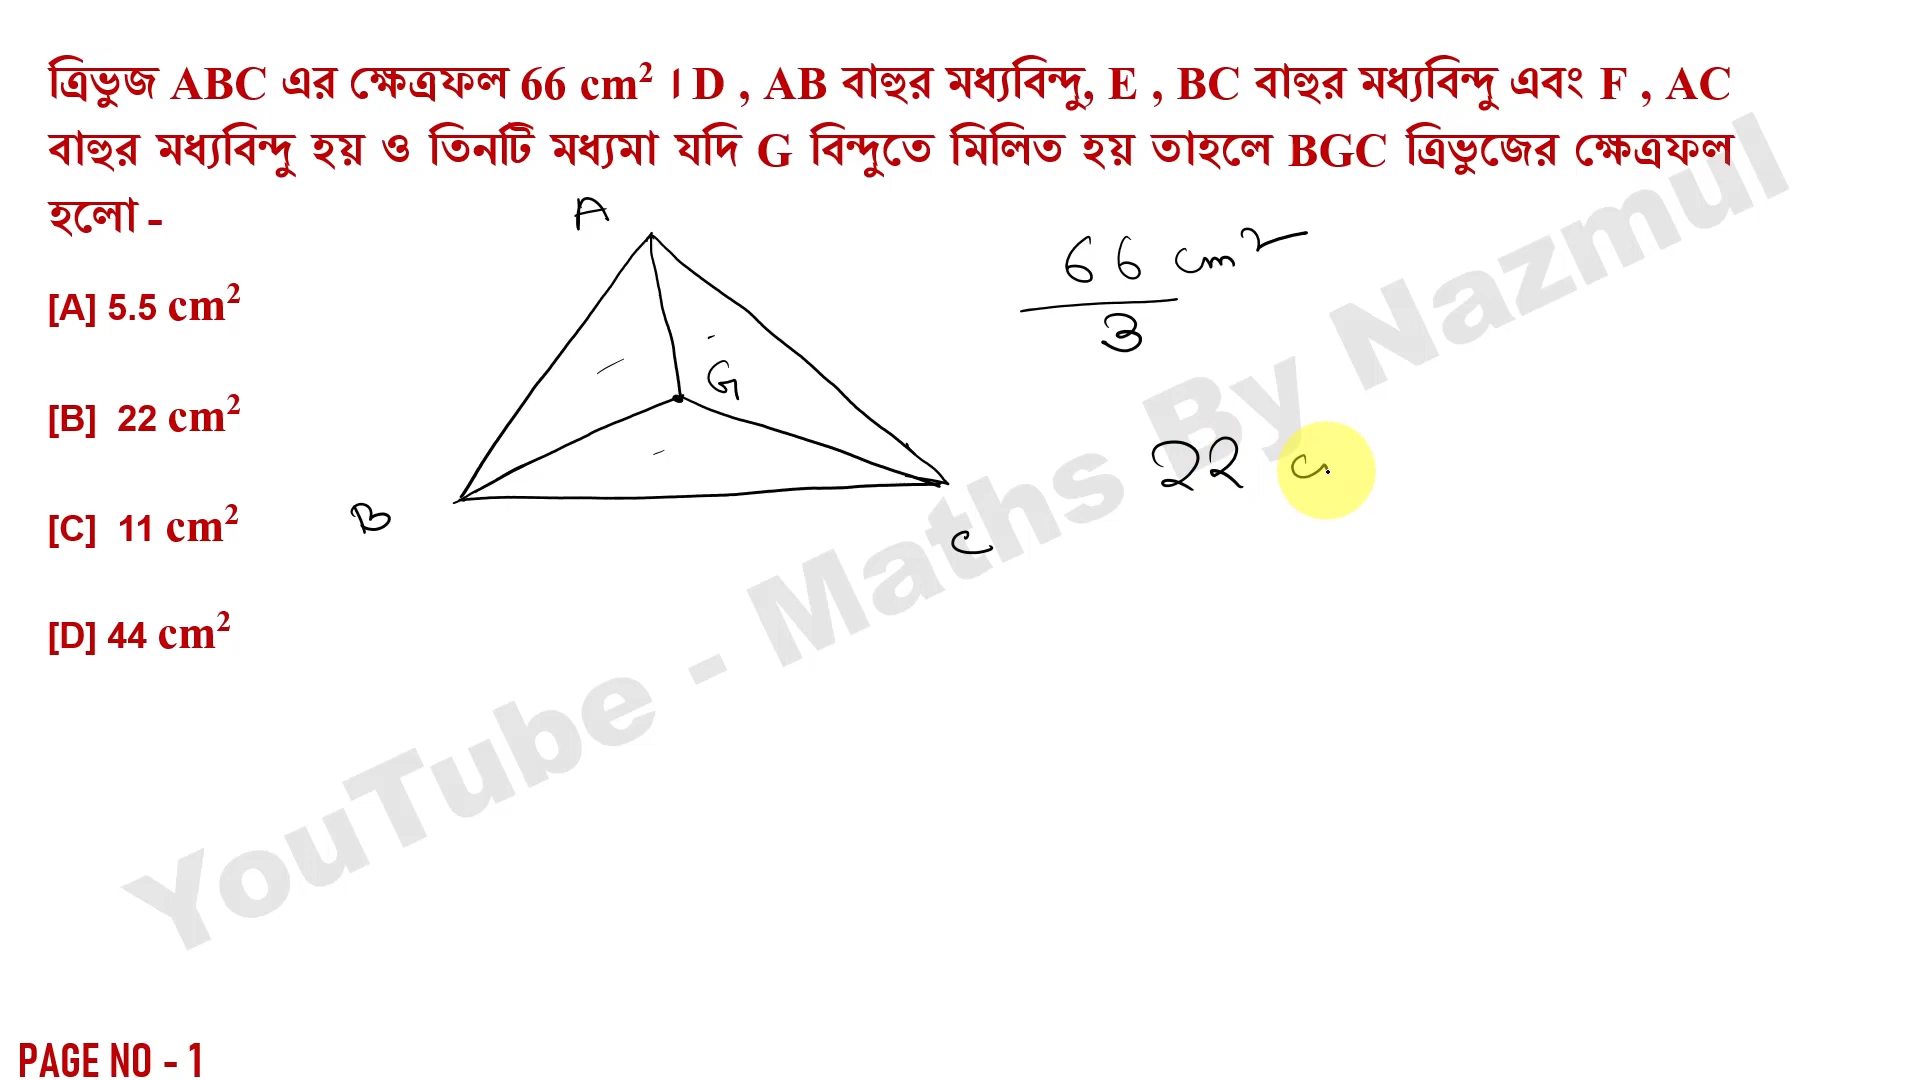 ত্রিভুজ ABC এর ক্ষেত্রফল 66 cm² । D , AB বাহুর মধ্যবিন্দু, E , BC বাহুর মধ্যবিন্দু এবং F , AC
বাহুর মধ্যবিন্দু হয় ও তিনটি মধ্যমা যদি G বিন্দুতে মিলিত হয় তাহলে BGC ত্রিভুজের ক্ষেত্রফল
হলো -
[A] 5.5 cm²
[B] 22 cm²
[C] 11 cm²
[D] 44 cm²
A
G
B
C
66 cm²
3
22 c
YouTube - Maths By Nazmul
PAGE NO - 1